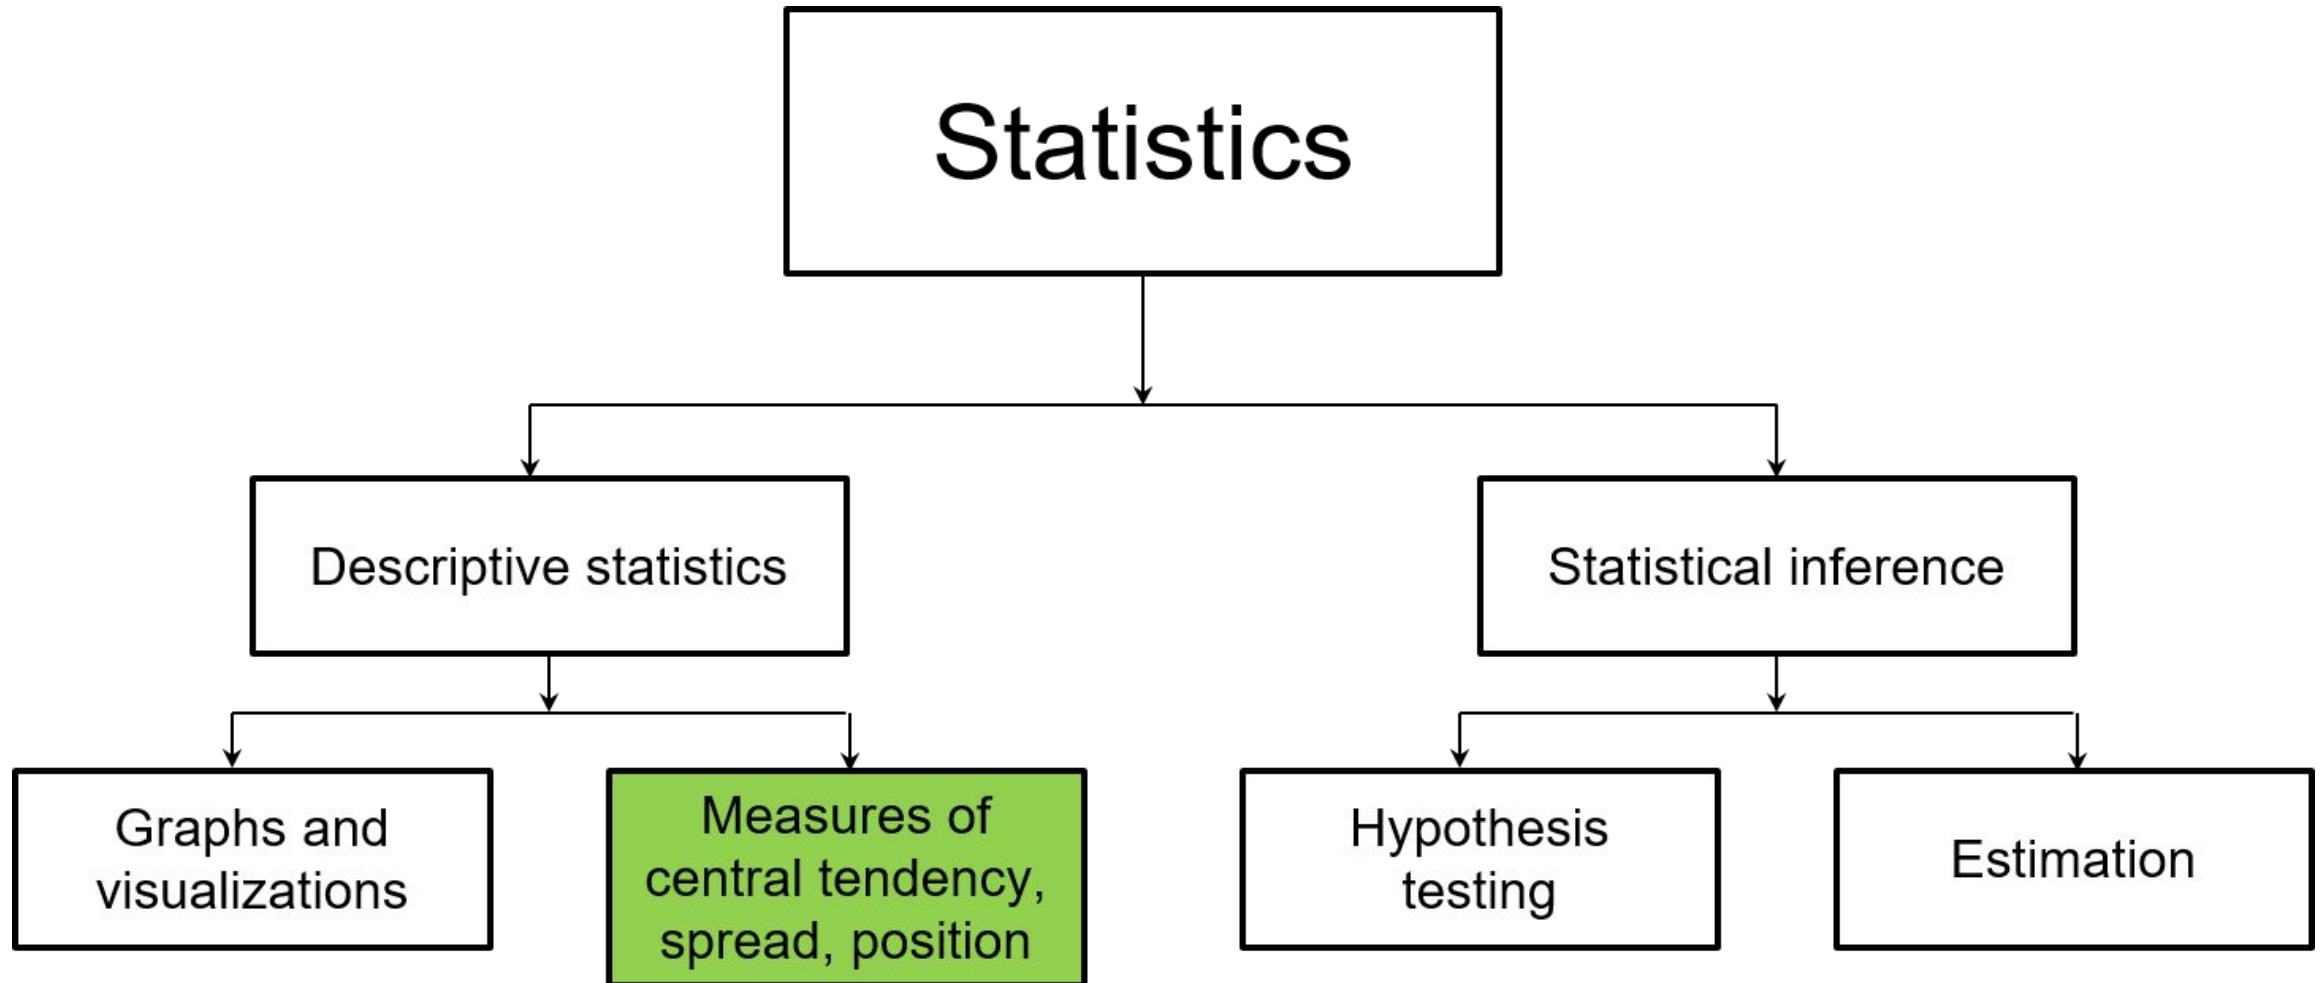 Statistics
Descriptive statistics
Statistical inference
Graphs and
visualizations
Measures of
central tendency,
spread, position
Hypothesis
testing
Estimation